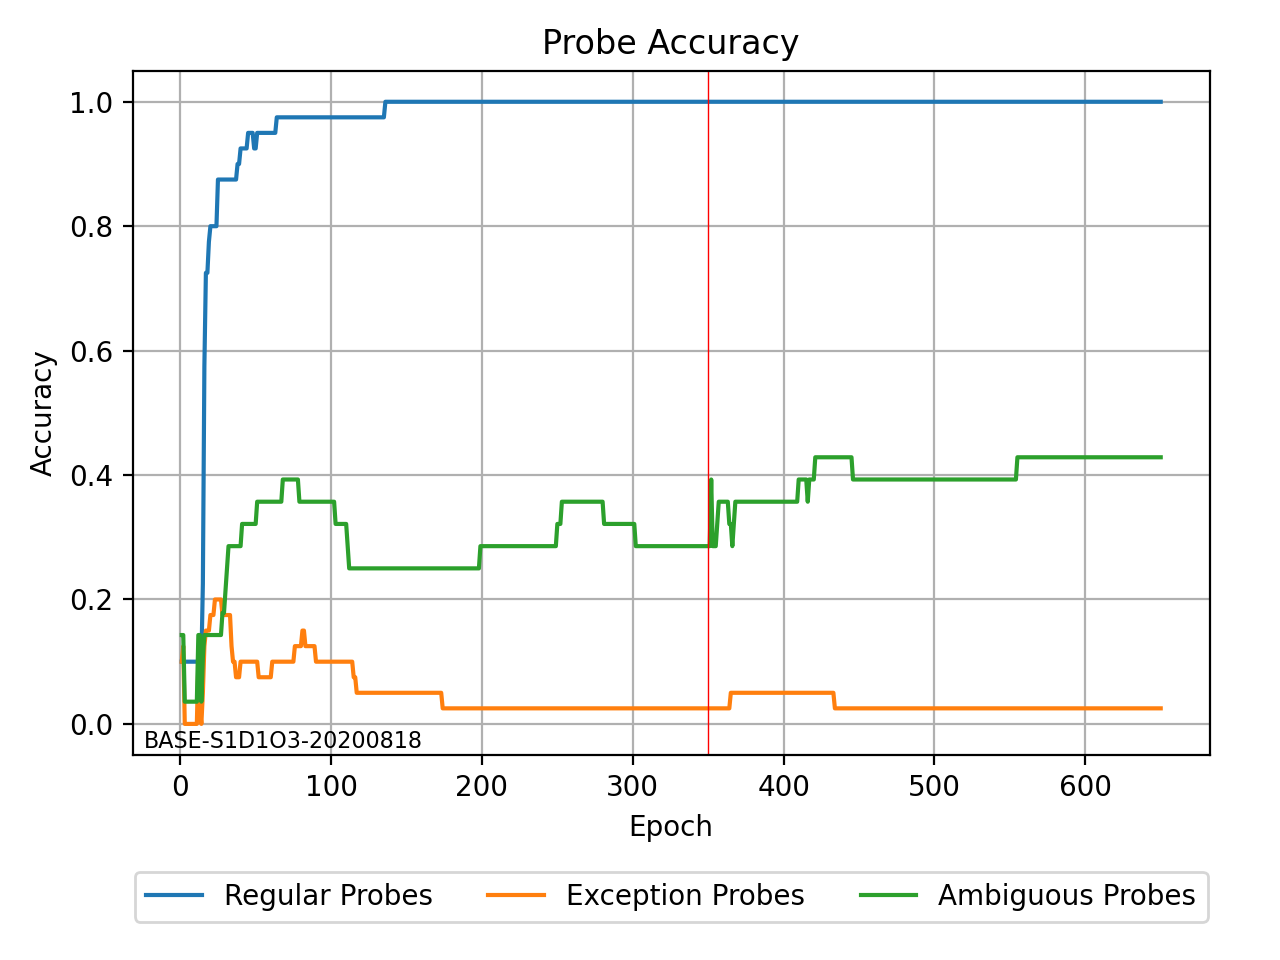 Probe Accuracy
1.0
0.8
0.6
0.4
0.2
0.0
Accuracy
BASE-S1D1O3-20200818
0 100 200 300 400 500 600
Epoch
Regular Probes Exception Probes Ambiguous Probes